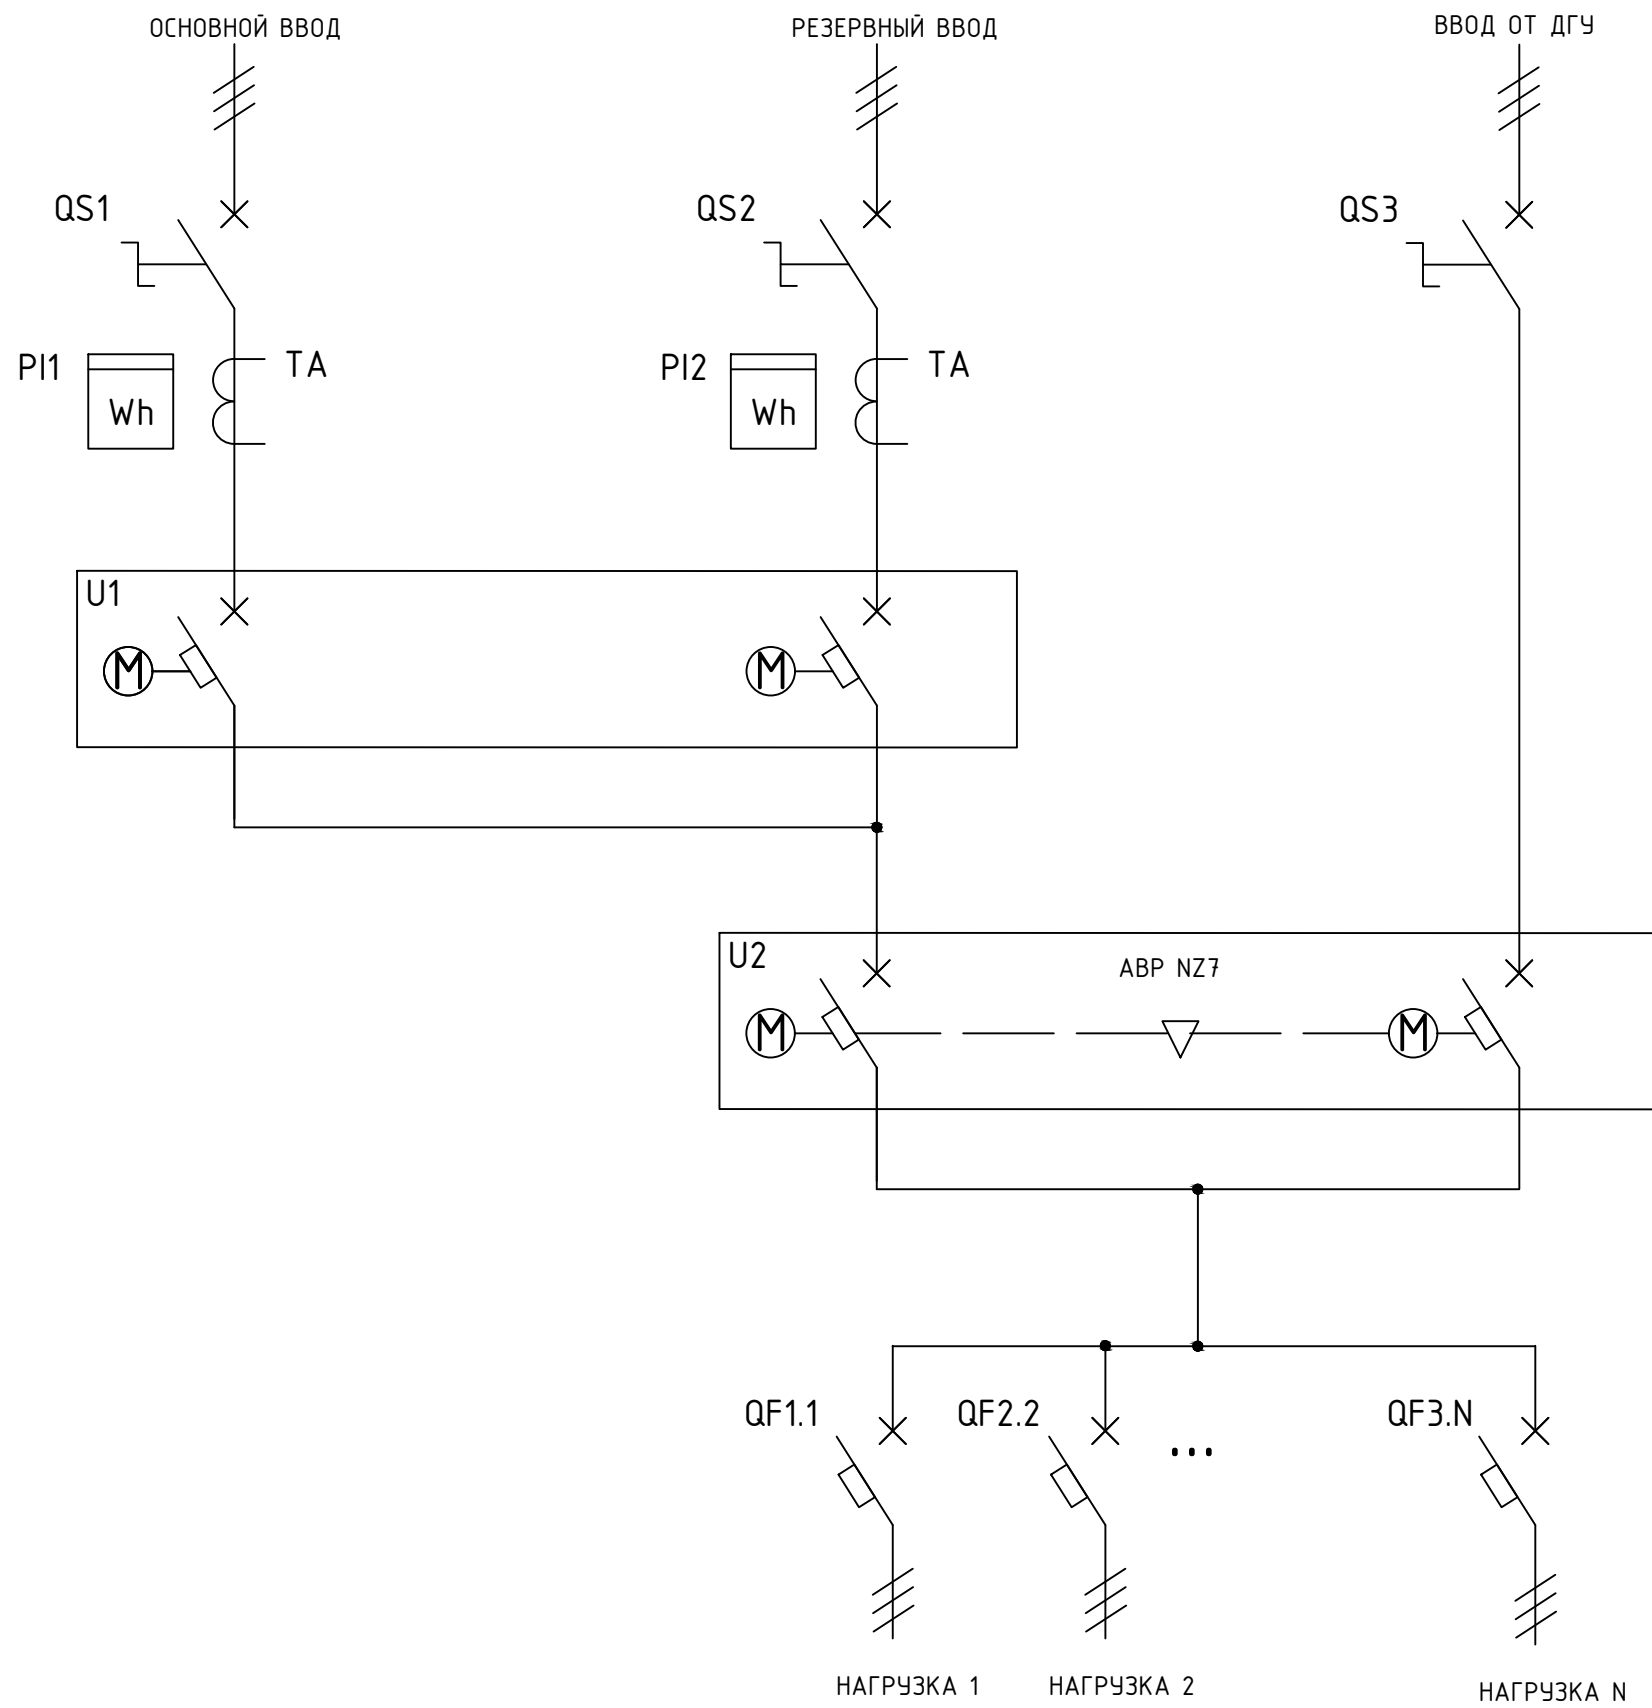 ОСНОВНОЙ ВВОД
РЕЗЕРВНЫЙ ВВОД
ВВОД ОТ ДГУ
QS1
QS2
QS3
PI1
Wh
TA
PI2
Wh
TA
U1
M
M
U2
АВР NZ7
M
M
QF1.1
QF2.2
...
QF3.N
НАГРУЗКА 1
НАГРУЗКА 2
НАГРУЗКА N